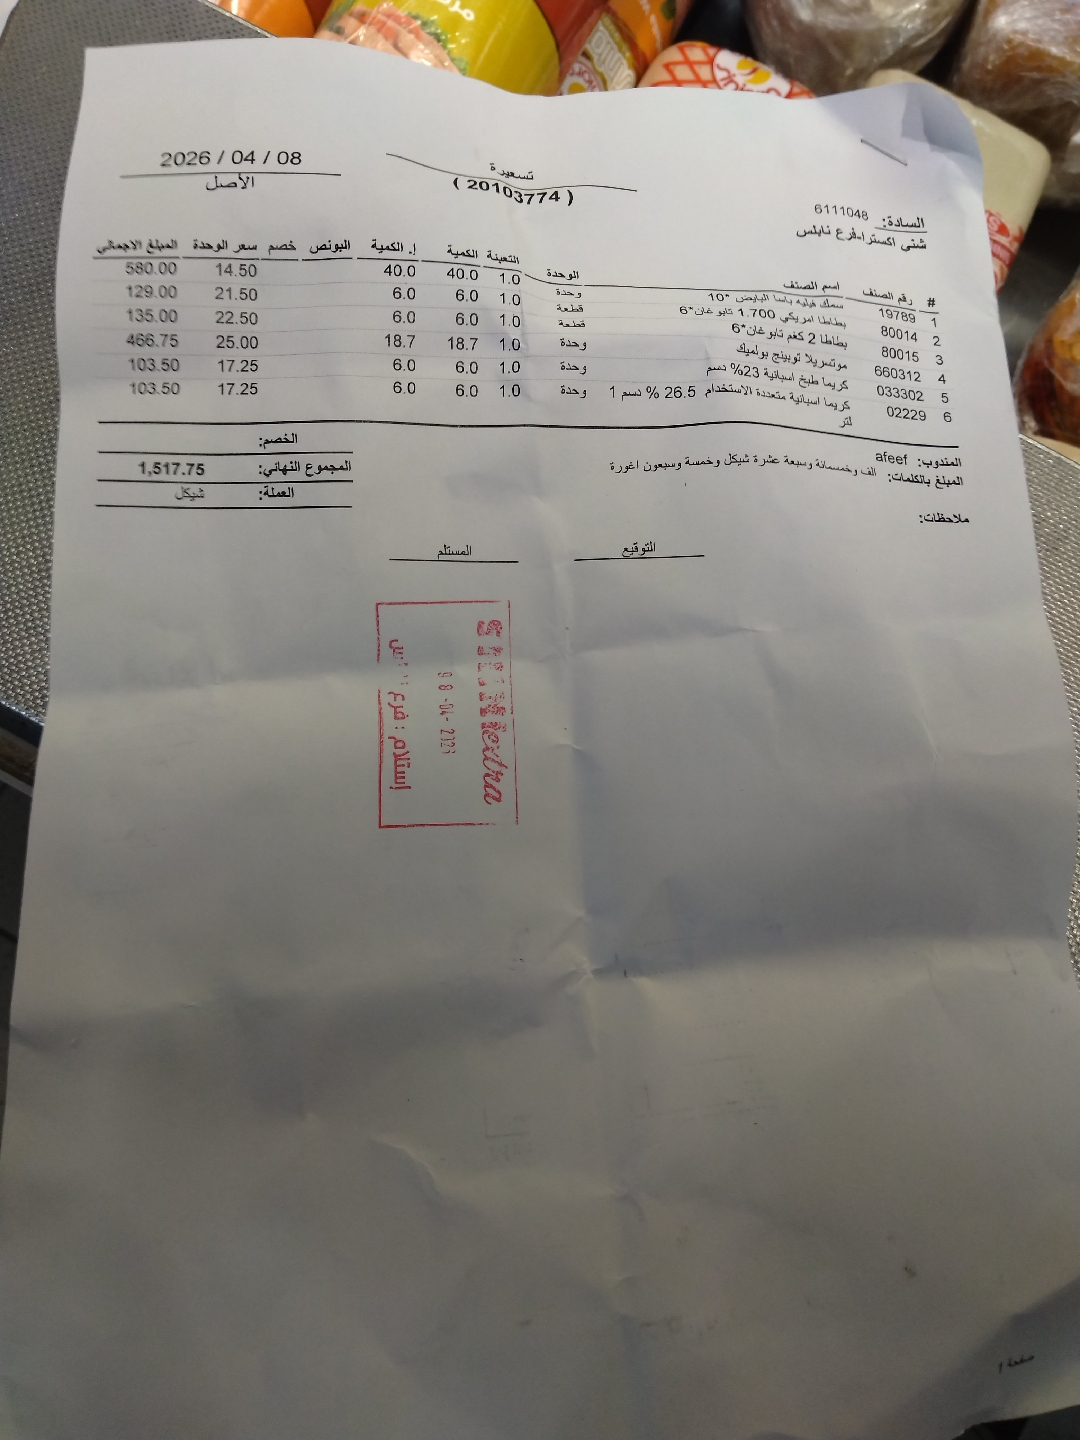 2026 / 04 / 08
الأصل
تسعيرة
( 20103774 )
السادة: 6111048
شني اكسترا-فرع نابلس
# رقم الصنف اسم الصنف الوحدة التعبئة الكمية إ. الكمية البونص خصم سعر الوحدة المبلغ الاجمالي
1 19789 سمك فيليه باسا البايض *10 وحدة 1.0 40.0 40.0 14.50 580.00
2 80014 بطاطا امريكي 1.700 تابو غان*6 قطعة 1.0 6.0 6.0 21.50 129.00
3 80015 بطاطا 2 كغم تابو غان*6 قطعة 1.0 6.0 6.0 22.50 135.00
4 660312 موتسريلا توبينج بولميك وحدة 1.0 18.7 18.7 25.00 466.75
5 033302 كريما طبخ اسبانية 23% دسم وحدة 1.0 6.0 6.0 17.25 103.50
6 02229 كريما اسبانية متعددة الاستخدام 26.5 % دسم 1 وحدة 1.0 6.0 6.0 17.25 103.50
لتر
المندوب: afeef
المبلغ بالكلمات: الف وخمسمائة وسبعة عشرة شيكل وخمسة وسبعون اغورة
الخصم:
المجموع النهائي: 1,517.75
العملة: شيكل
ملاحظات:
التوقيع
المستلم
extra
إستلام : فرع
صفحة 1